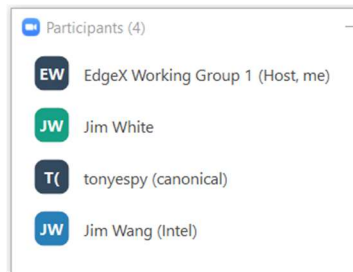 Participants (4)
EW EdgeX Working Group 1 (Host, me)
JW Jim White
T( tonyespy (canonical)
JW Jim Wang (Intel)